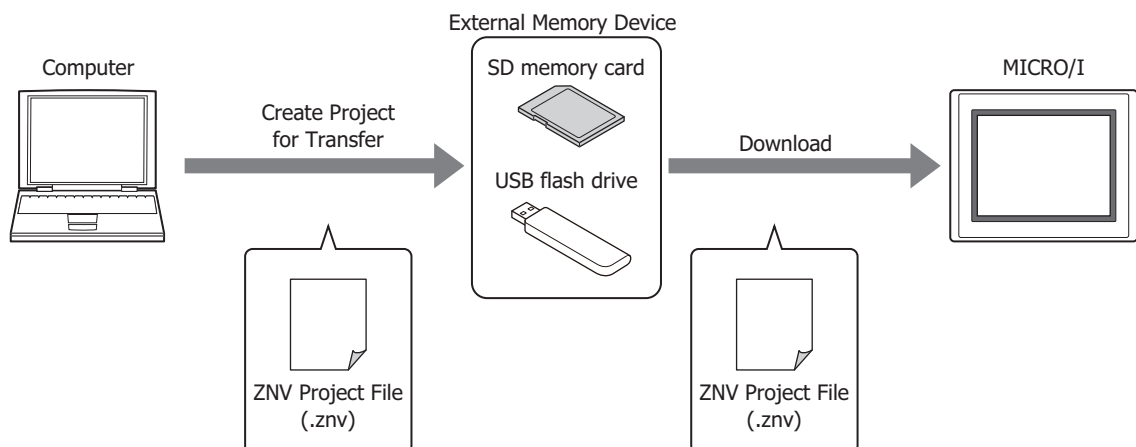 External Memory Device
Computer
SD memory card
MICRO/I
Create Project
for Transfer
Download
USB flash drive
ZNV Project File
(.znv)
ZNV Project File
(.znv)